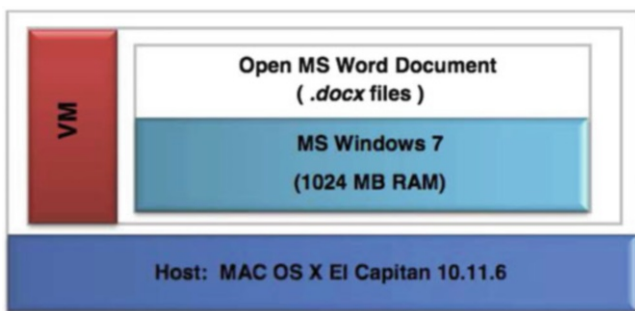 VM
Open MS Word Document
( .docx files )
MS Windows 7
(1024 MB RAM)
Host: MAC OS X El Capitan 10.11.6